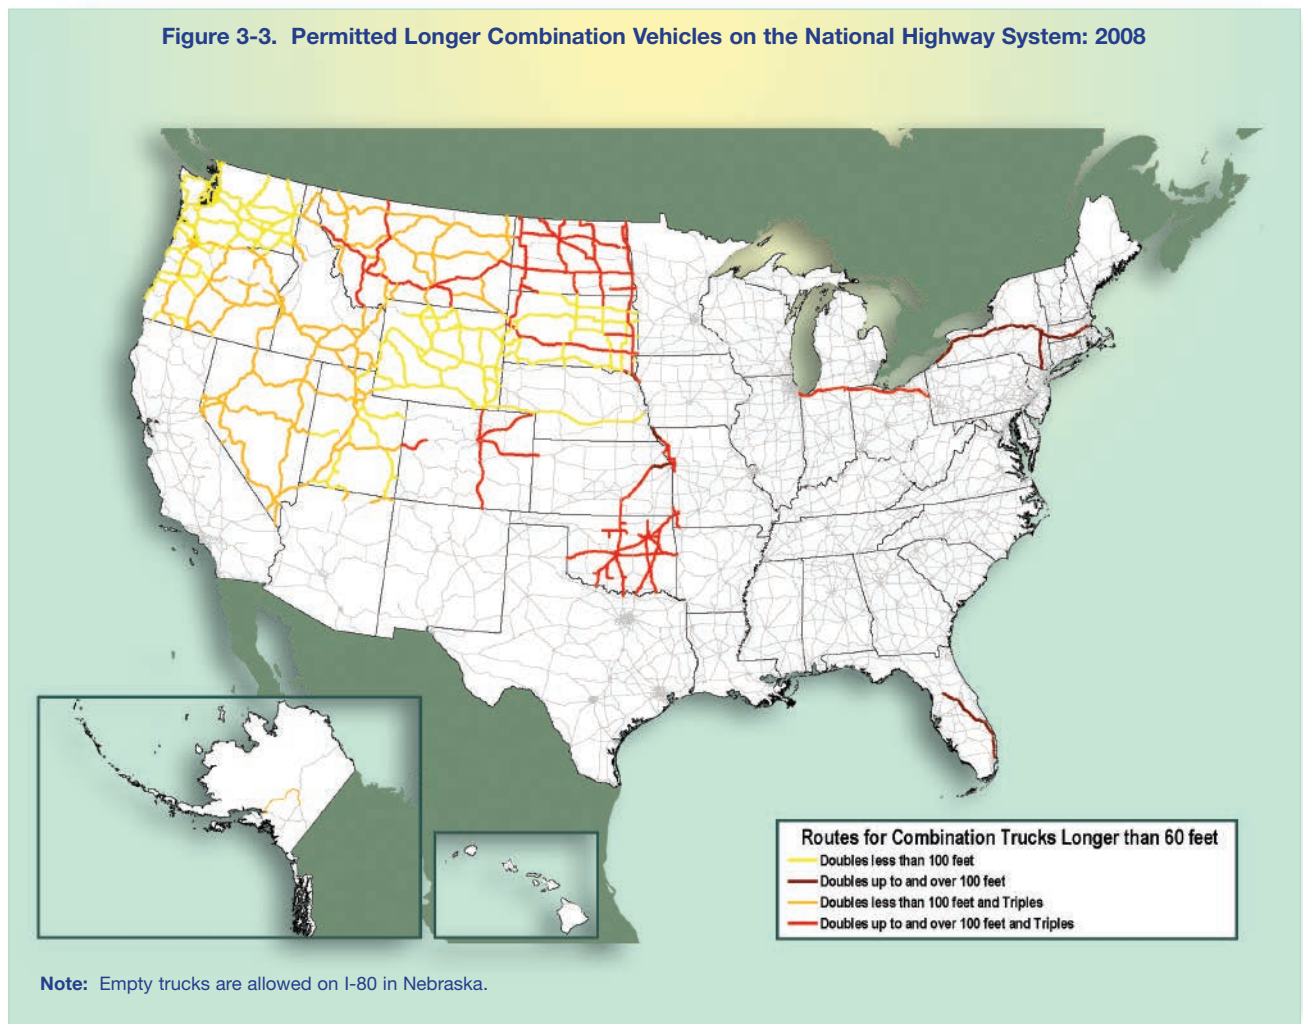 Figure 3-3. Permitted Longer Combination Vehicles on the National Highway System: 2008
Routes for Combination Trucks Longer than 60 feet
Doubles less than 100 feet
Doubles up to and over 100 feet
Doubles less than 100 feet and Triples
Doubles up to and over 100 feet and Triples
Note: Empty trucks are allowed on I-80 in Nebraska.